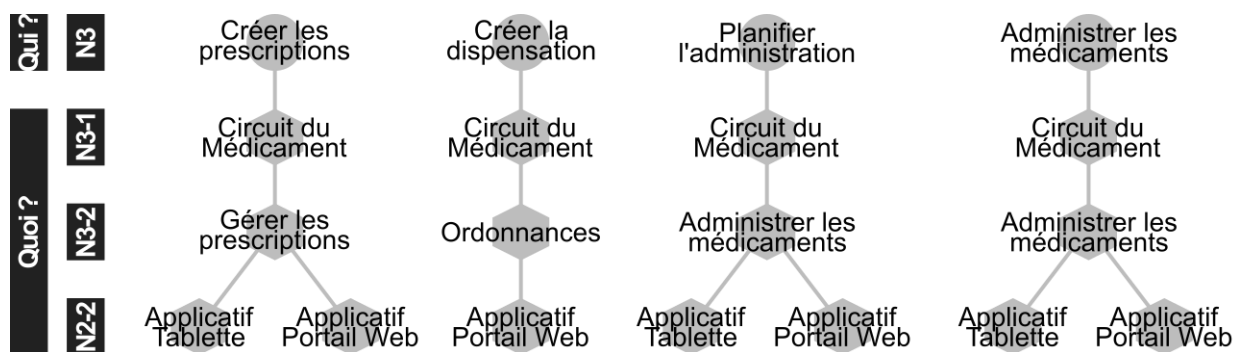 Qui ?
N3
Créer les
prescriptions
Créer la
dispensation
Planifier
l'administration
Administrer les
médicaments
Quoi ?
N3-1
Circuit du
Médicament
Circuit du
Médicament
Circuit du
Médicament
Circuit du
Médicament
N3-2
Gérer les
prescriptions
Ordonnances
Administrer les
médicaments
Administrer les
médicaments
N2-2
Applicatif
Tablette
Applicatif
Portail Web
Applicatif
Portail Web
Applicatif
Tablette
Applicatif
Portail Web
Applicatif
Tablette
Applicatif
Portail Web